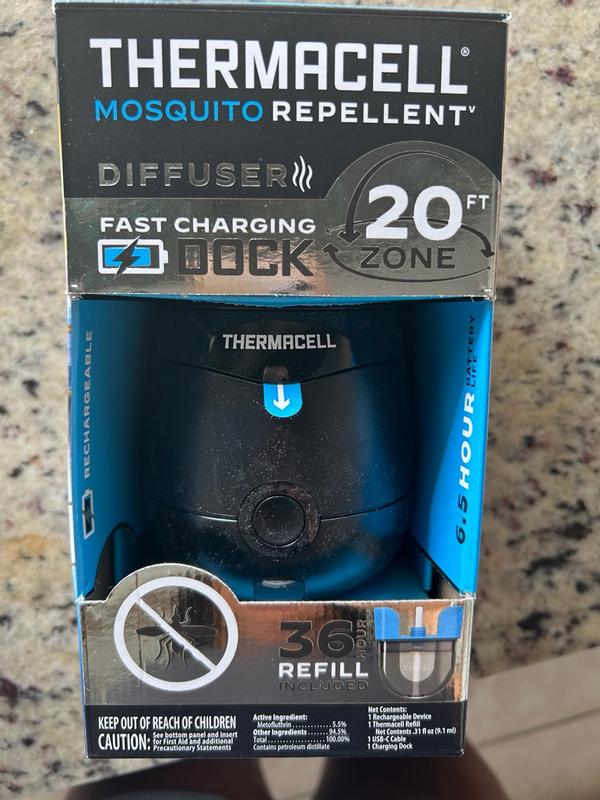 THERMACELL®
MOSQUITO REPELLENTᵛ
DIFFUSER
20 FT
ZONE
FAST CHARGING
DOCK
THERMACELL
RECHARGEABLE
6.5 HOUR BATTERY LIFE
36 HOUR
REFILL
INCLUDED
KEEP OUT OF REACH OF CHILDREN
CAUTION: See bottom panel and insert
for First Aid and additional
Precautionary Statements
Active Ingredient:
Metofluthrin.............5.5%
Other Ingredients........94.5%
Total....................100.00%
Contains petroleum distillate
Net Contents:
1 Rechargeable Device
1 Thermacell Refill
Net Contents .31 fl oz (9.1 ml)
1 USB-C Cable
1 Charging Dock